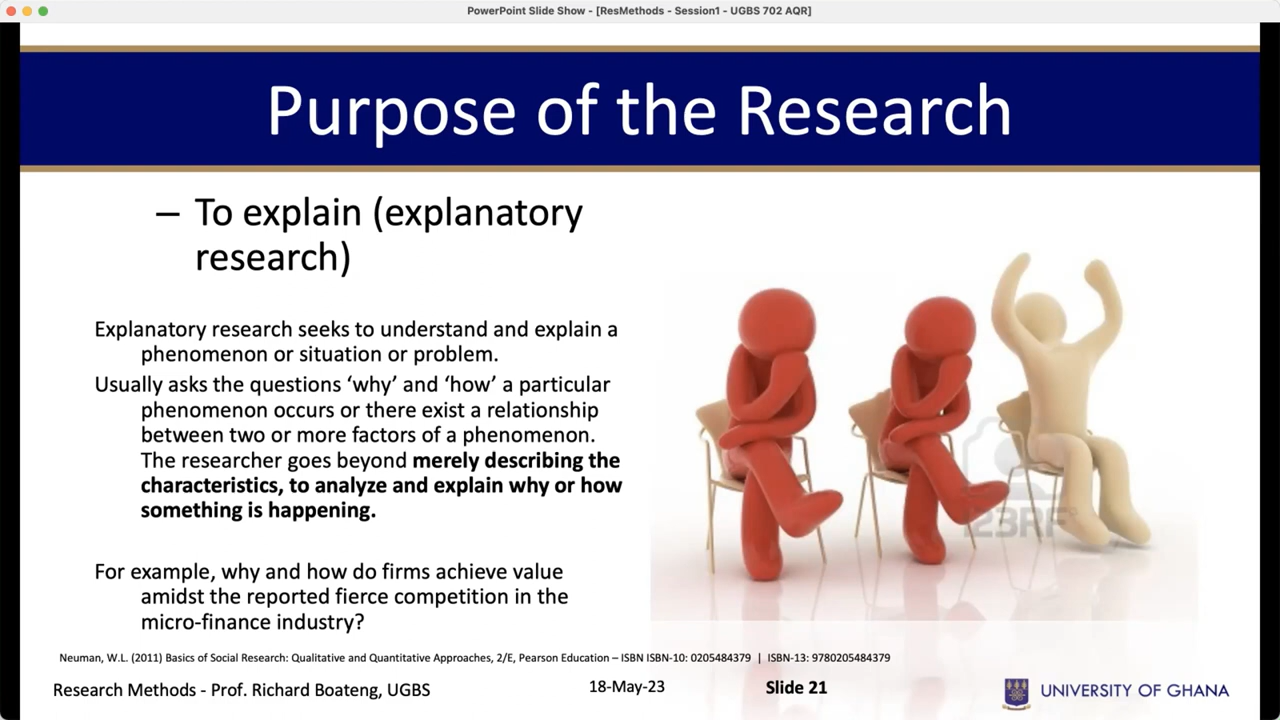 PowerPoint Slide Show - [ResMethods - Session1 - UGBS 702 AQR]
Purpose of the Research
– To explain (explanatory
research)
Explanatory research seeks to understand and explain a
phenomenon or situation or problem.
Usually asks the questions ‘why’ and ‘how’ a particular
phenomenon occurs or there exist a relationship
between two or more factors of a phenomenon.
The researcher goes beyond merely describing the
characteristics, to analyze and explain why or how
something is happening.
For example, why and how do firms achieve value
amidst the reported fierce competition in the
micro-finance industry?
123RF
Neuman, W.L. (2011) Basics of Social Research: Qualitative and Quantitative Approaches, 2/E, Pearson Education – ISBN ISBN-10: 0205484379 | ISBN-13: 9780205484379
Research Methods - Prof. Richard Boateng, UGBS
18-May-23
Slide 21
UNIVERSITY OF GHANA